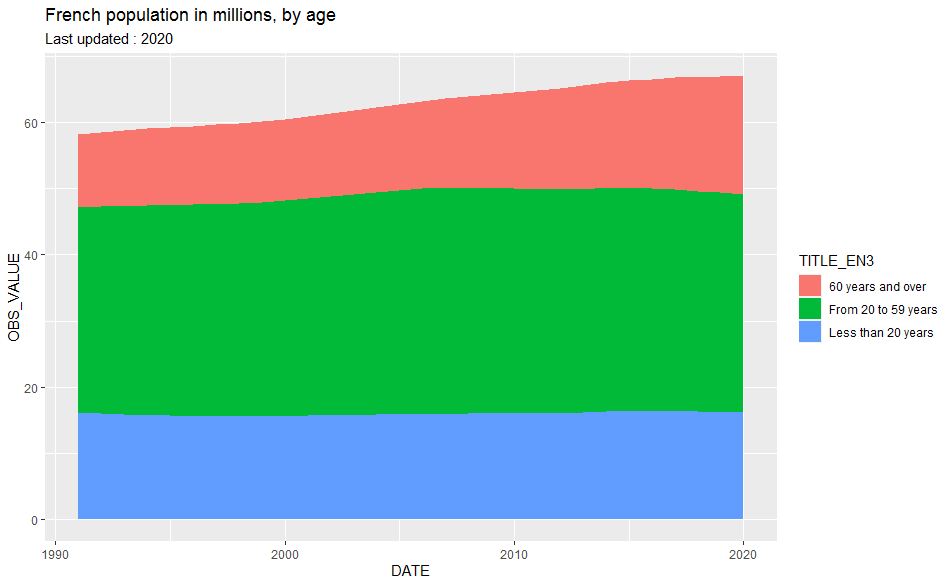 French population in millions, by age
Last updated : 2020
OBS_VALUE
60
40
20
0
1990
2000
2010
2020
DATE
TITLE_EN3
60 years and over
From 20 to 59 years
Less than 20 years